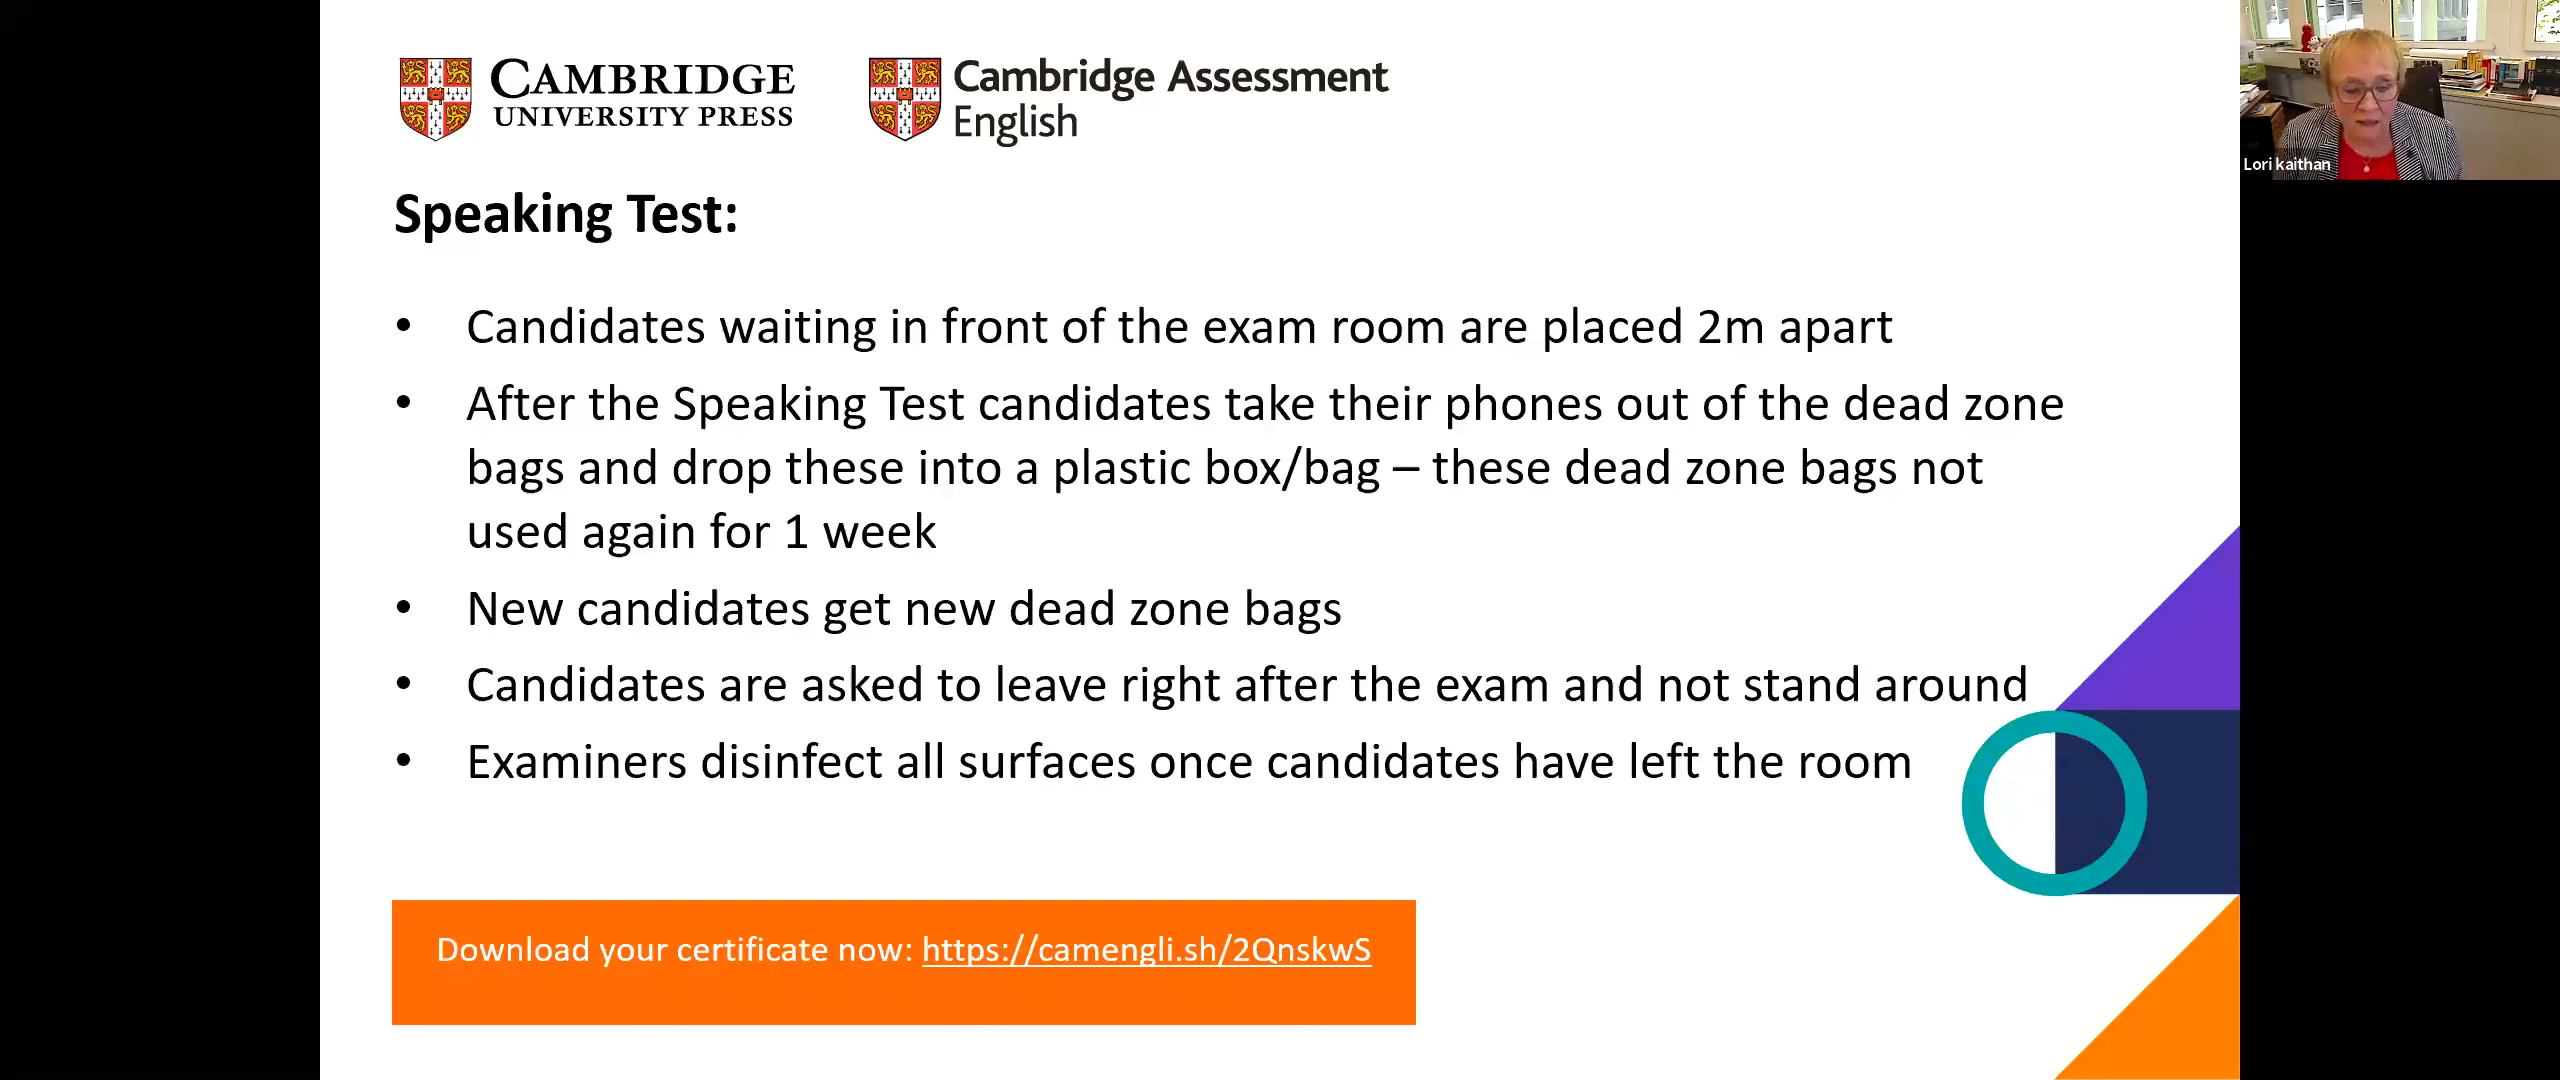 CAMBRIDGE
UNIVERSITY PRESS
Cambridge Assessment
English
Lori kaithan
Speaking Test:
• Candidates waiting in front of the exam room are placed 2m apart
• After the Speaking Test candidates take their phones out of the dead zone
bags and drop these into a plastic box/bag – these dead zone bags not
used again for 1 week
• New candidates get new dead zone bags
• Candidates are asked to leave right after the exam and not stand around
• Examiners disinfect all surfaces once candidates have left the room
Download your certificate now: https://camengli.sh/2QnskwS